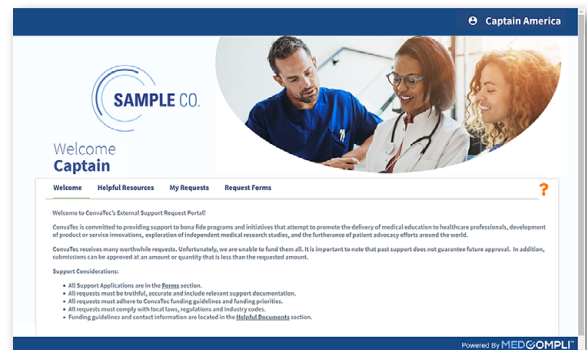 Captain America
SAMPLE CO.
Welcome
Captain
Welcome Helpful Resources My Requests Request Forms ?
Welcome to ConvaTec's External Support Request Portal!
ConvaTec is committed to providing support to bona fide programs and initiatives that attempt to promote the delivery of medical education to healthcare professionals, development
of product or service innovations, exploration of independent medical research studies, and the furtherance of patient advocacy efforts around the world.
ConvaTec receives many worthwhile requests. Unfortunately, we are unable to fund them all. It is important to note that past support does not guarantee future approval. In addition,
submissions can be approved at an amount or quantity that is less than the requested amount.
Support Considerations:
• All Support Applications are in the Forms section.
• All requests must be truthful, accurate and include relevant support documentation.
• All requests must adhere to ConvaTec funding guidelines and funding priorities.
• All requests must comply with local laws, regulations and industry codes.
• Funding guidelines and contact information are located in the Helpful Documents section.
Powered By MEDCOMPLI